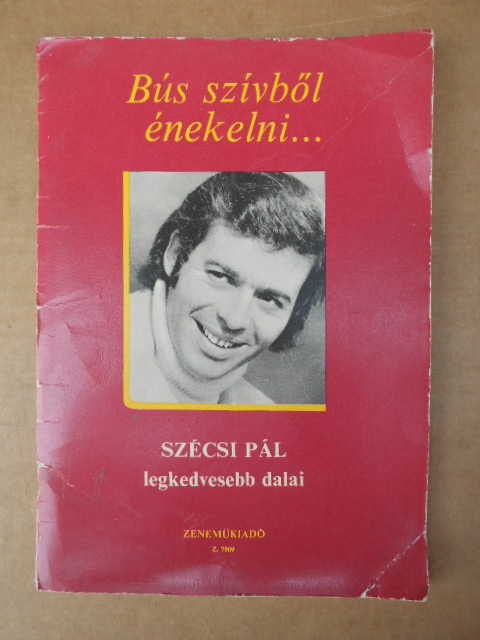 Bús szívből
énekelni...
SZÉCSI PÁL
legkedvesebb dalai
ZENEMŰKIADÓ
Z. 7909